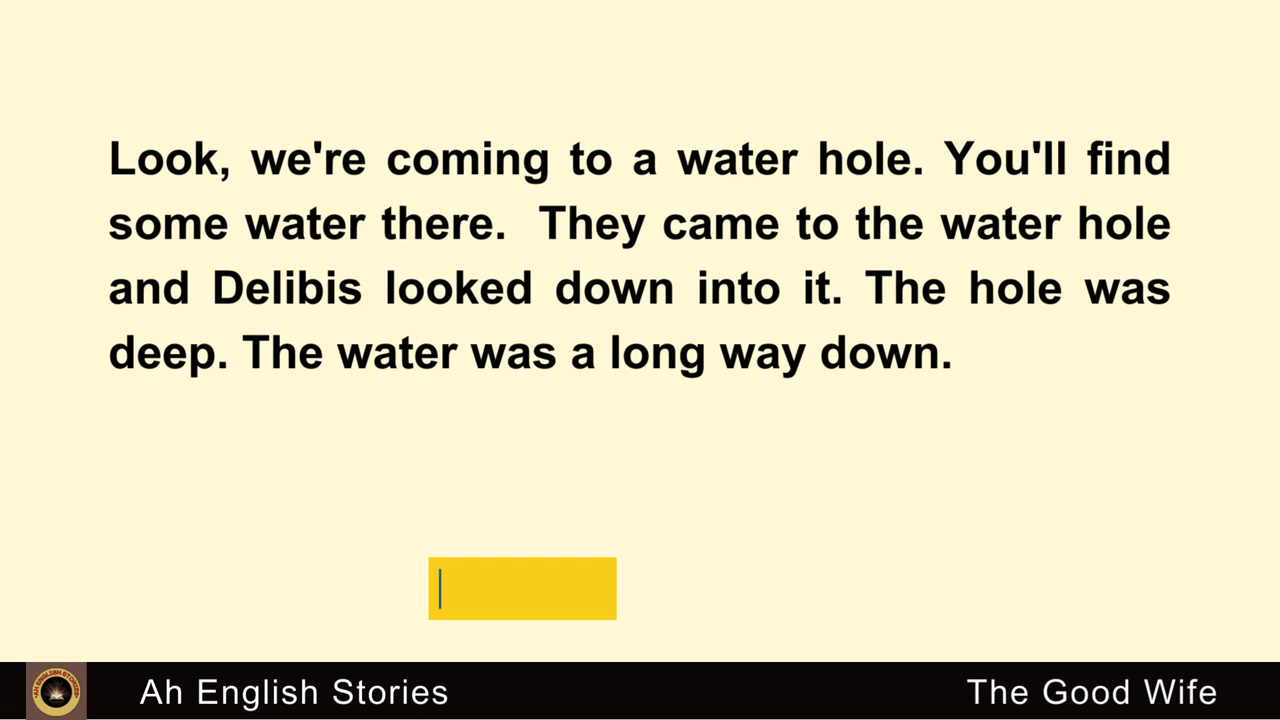 Look, we're coming to a water hole. You'll find
some water there.  They came to the water hole
and Delibis looked down into it. The hole was
deep. The water was a long way down.
Ah English Stories
The Good Wife